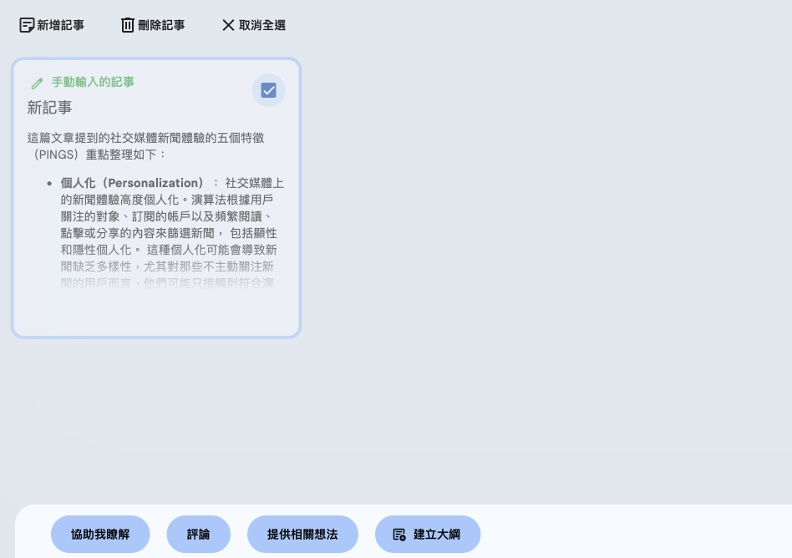 新增記事
刪除記事
取消全選
手動輸入的記事
新記事
這篇文章提到的社交媒體新聞體驗的五個特徵
（PINGS）重點整理如下：
• 個人化（Personalization）： 社交媒體上
的新聞體驗高度個人化。演算法根據用戶
關注的對象、訂閱的帳戶以及頻繁閱讀、
點擊或分享的內容來篩選新聞， 包括顯性
和隱性個人化。 這種個人化可能會導致新
聞缺乏多樣性，尤其對那些不主動關注新
聞的用戶而言，他們可能只接觸到符合演
協助我瞭解
評論
提供相關想法
建立大綱